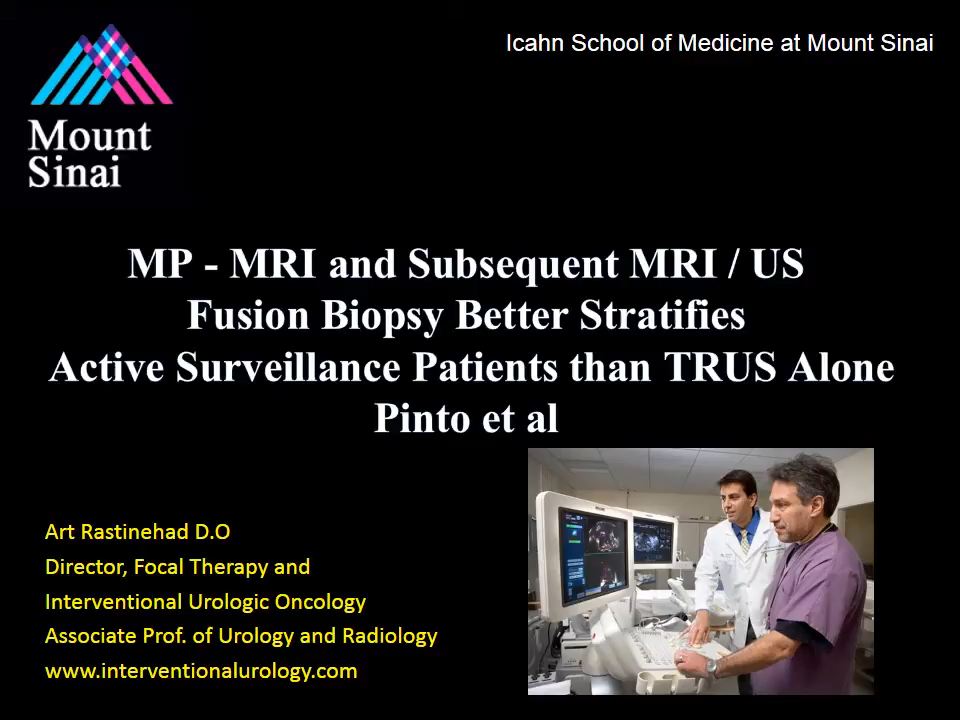 Mount
Sinai
Icahn School of Medicine at Mount Sinai
MP - MRI and Subsequent MRI / US
Fusion Biopsy Better Stratifies
Active Surveillance Patients than TRUS Alone
Pinto et al
Art Rastinehad D.O
Director, Focal Therapy and
Interventional Urologic Oncology
Associate Prof. of Urology and Radiology
www.interventionalurology.com